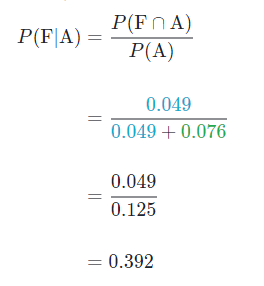 P(F|A) = P(F ∩ A) / P(A)
= 0.049 / 0.049 + 0.076
= 0.049 / 0.125
= 0.392